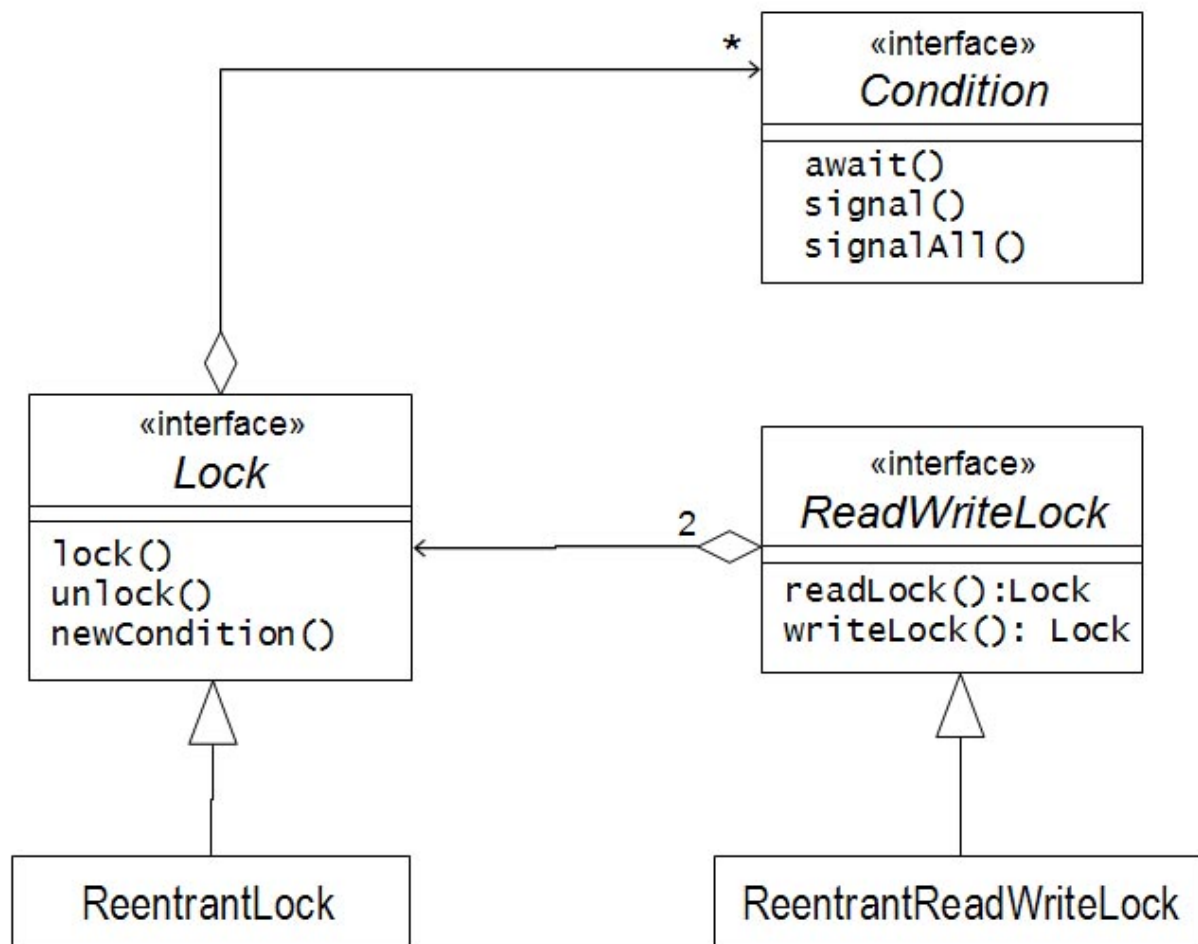 *
«interface»
Condition
await()
signal()
signalAll()
«interface»
Lock
lock()
unlock()
newCondition()
2
«interface»
ReadWriteLock
readLock():Lock
writeLock(): Lock
ReentrantLock
ReentrantReadWriteLock